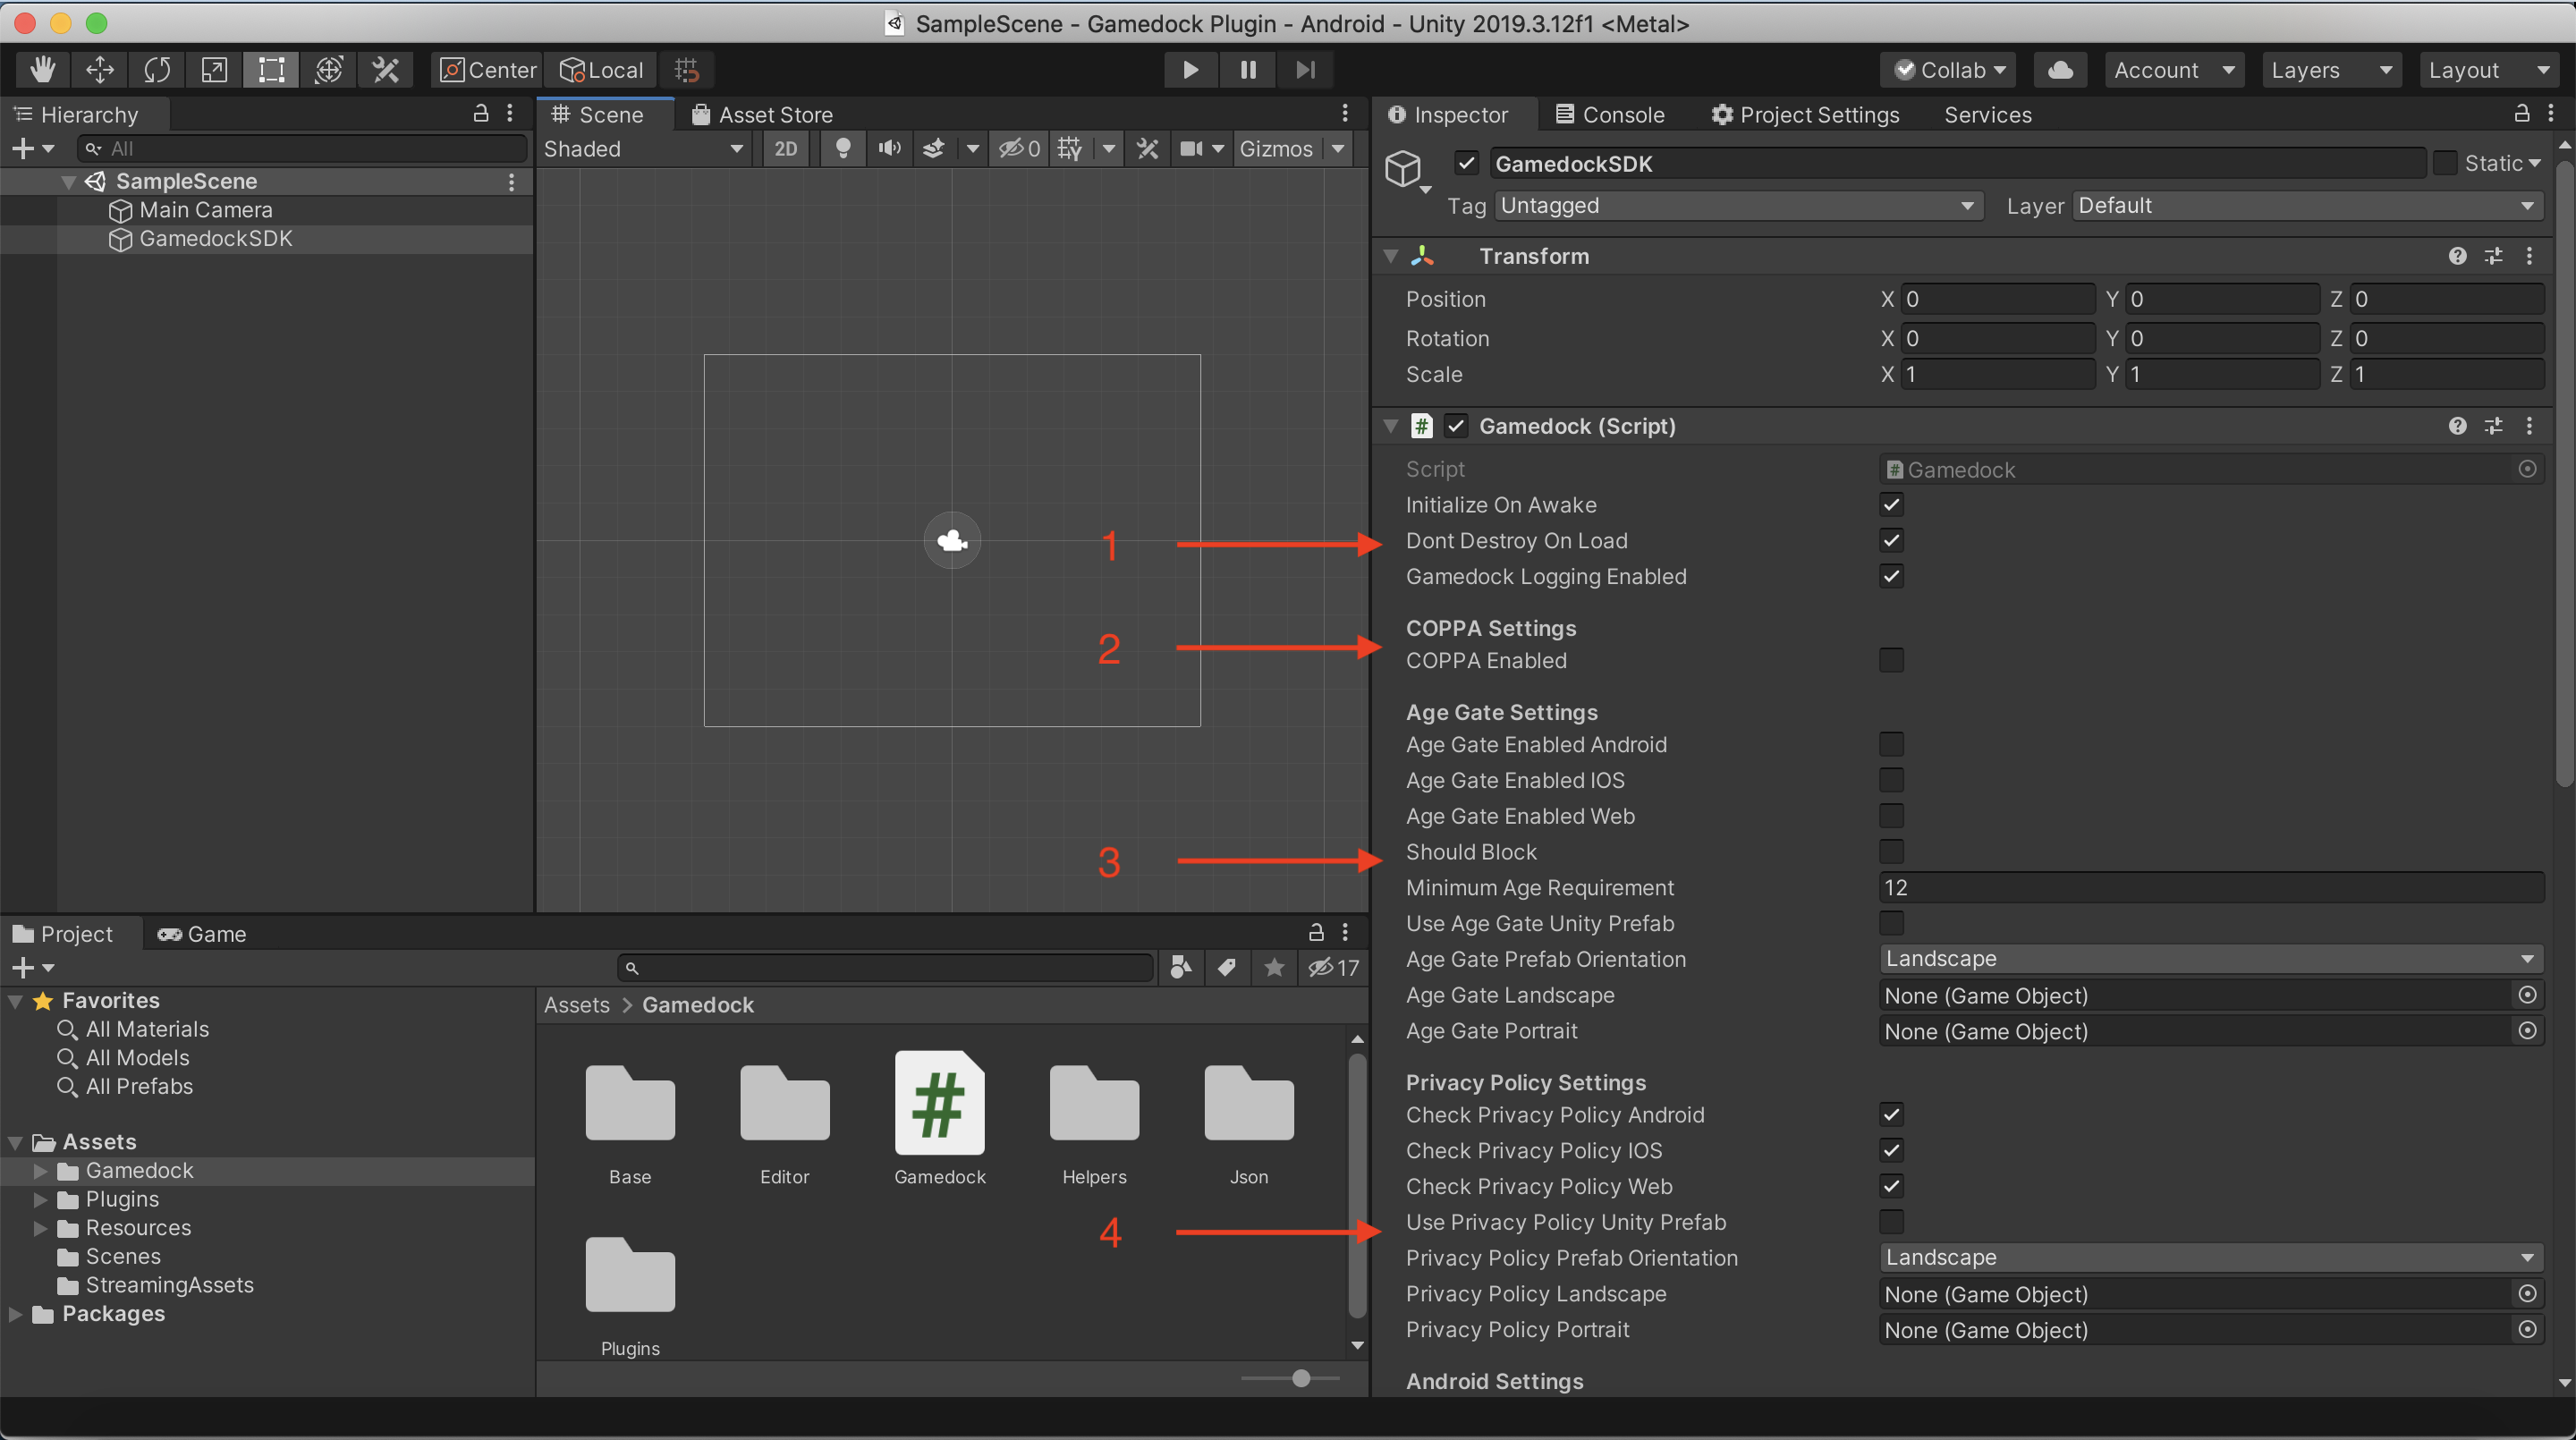 SampleScene - Gamedock Plugin - Android - Unity 2019.3.12f1 <Metal>
Center Local Collab Account Layers Layout
Hierarchy
All
SampleScene
Main Camera
GamedockSDK
Scene Asset Store
Shaded 2D 0 Gizmos
1
2
3
4
Project Game
17
Favorites
All Materials
All Models
All Prefabs
Assets
Gamedock
Plugins
Resources
Scenes
StreamingAssets
Packages
Assets > Gamedock
Base Editor Gamedock Helpers Json
#
Plugins
Inspector Console Project Settings Services
GamedockSDK Static
Tag Untagged Layer Default
Transform
Position X 0 Y 0 Z 0
Rotation X 0 Y 0 Z 0
Scale X 1 Y 1 Z 1
# Gamedock (Script)
Script # Gamedock
Initialize On Awake
Dont Destroy On Load
Gamedock Logging Enabled
COPPA Settings
COPPA Enabled
Age Gate Settings
Age Gate Enabled Android
Age Gate Enabled IOS
Age Gate Enabled Web
Should Block
Minimum Age Requirement 12
Use Age Gate Unity Prefab
Age Gate Prefab Orientation Landscape
Age Gate Landscape None (Game Object)
Age Gate Portrait None (Game Object)
Privacy Policy Settings
Check Privacy Policy Android
Check Privacy Policy IOS
Check Privacy Policy Web
Use Privacy Policy Unity Prefab
Privacy Policy Prefab Orientation Landscape
Privacy Policy Landscape None (Game Object)
Privacy Policy Portrait None (Game Object)
Android Settings